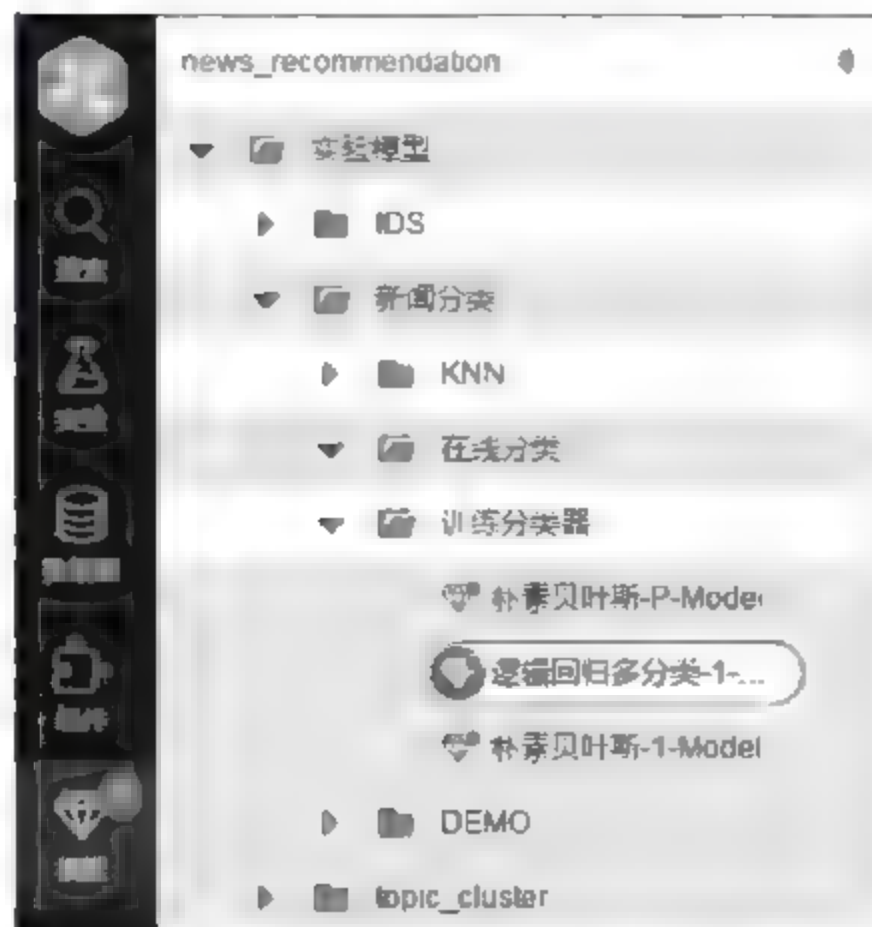 news_recommendation
实验模型
IDS
新闻分类
KNN
在线分类
训练分类器
朴素贝叶斯-P-Model
逻辑回归多分类-1-...
朴素贝叶斯-1-Model
DEMO
topic_cluster